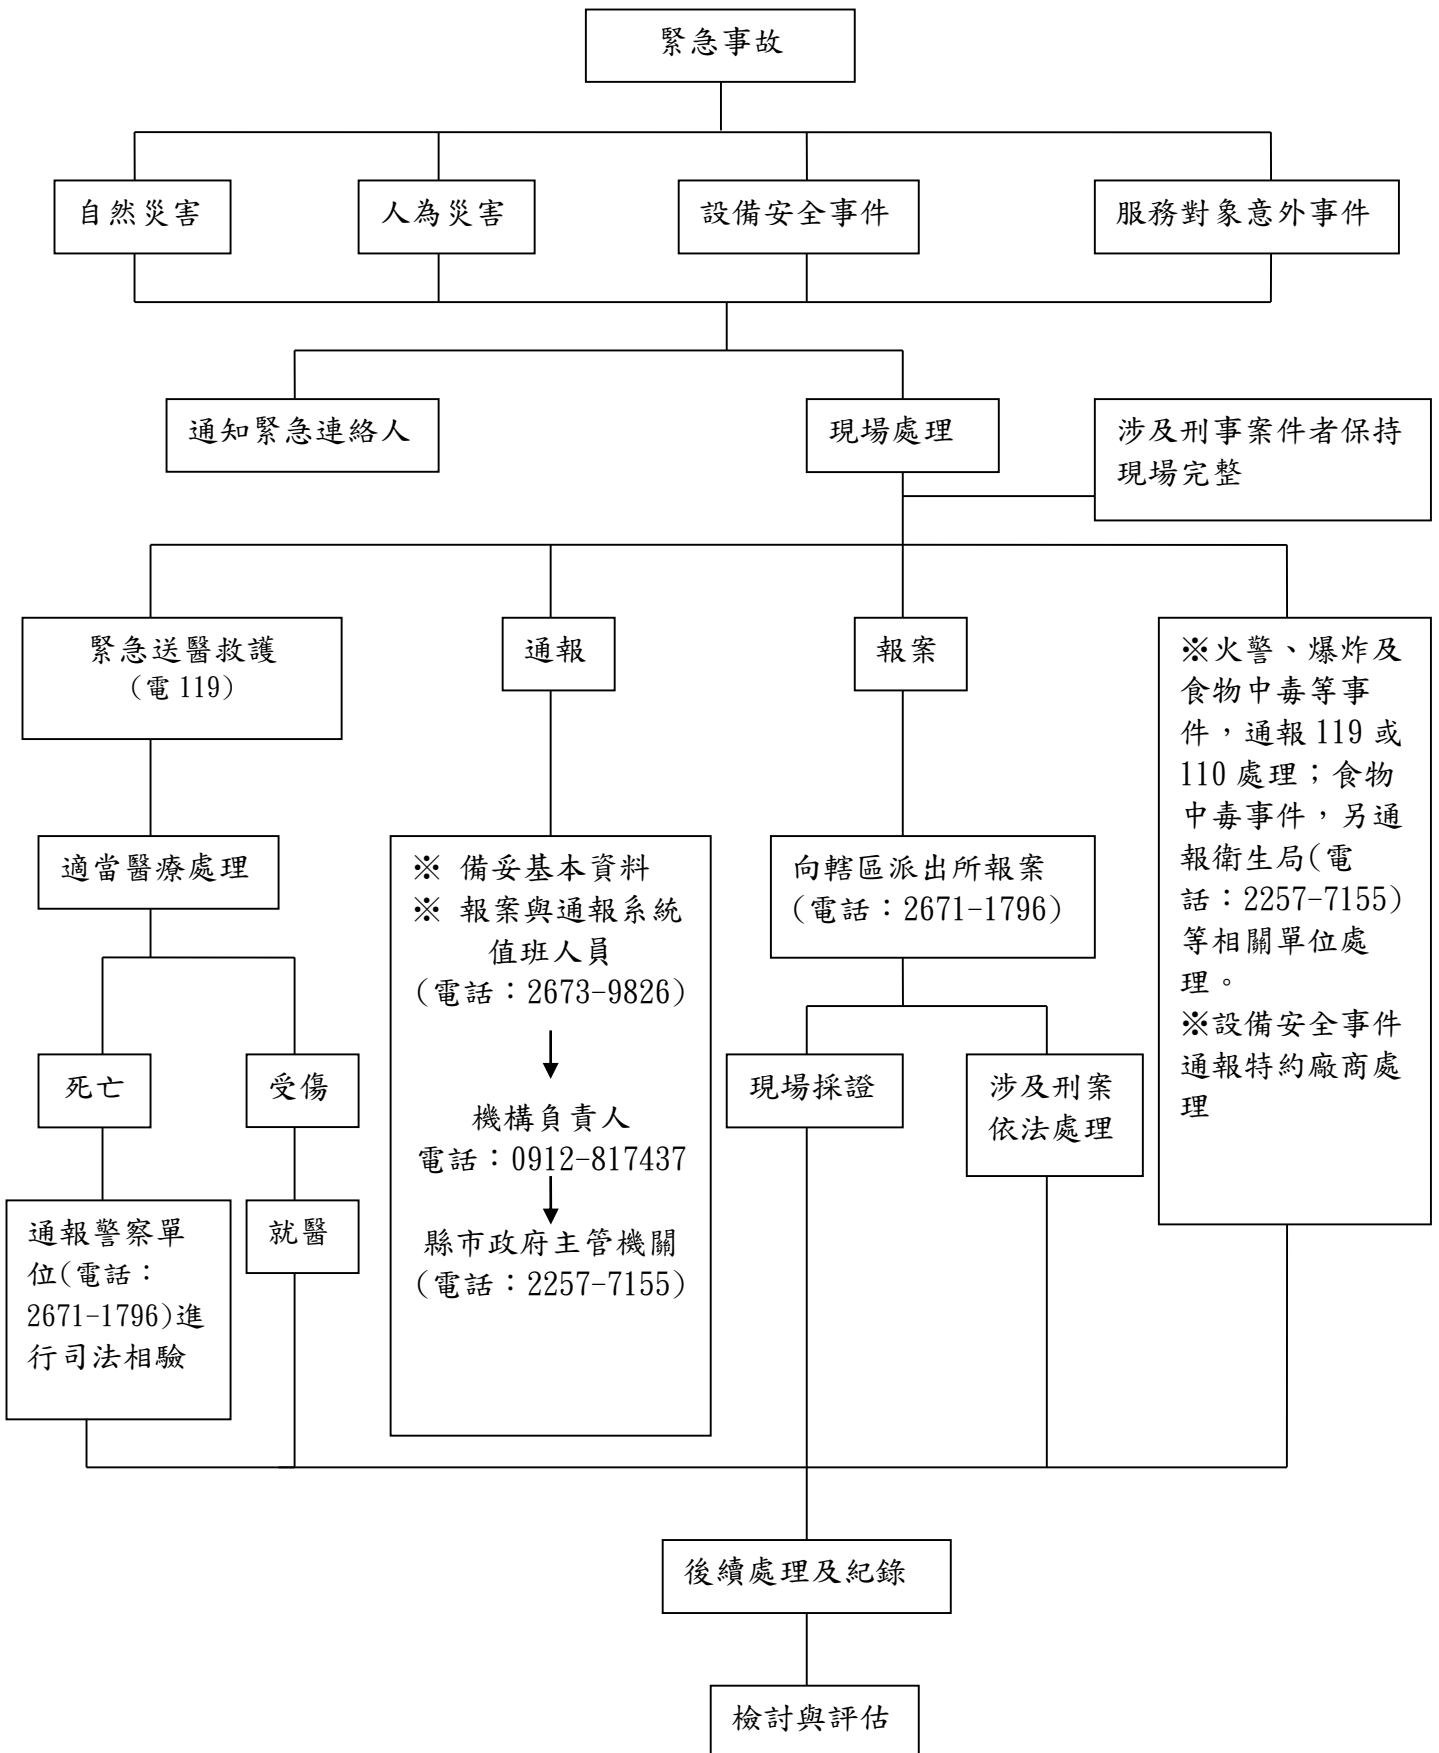 緊急事故
自然災害
人為災害
設備安全事件
服務對象意外事件
通知緊急連絡人
現場處理
涉及刑事案件者保持
現場完整
緊急送醫救護
(電 119)
通報
報案
※火警、爆炸及
食物中毒等事
件，通報 119 或
110 處理；食物
中毒事件，另通
報衛生局(電
話：2257-7155)
等相關單位處
理。
※設備安全事件
通報特約廠商處
理
適當醫療處理
※ 備妥基本資料
※ 報案與通報系統
值班人員
(電話：2673-9826)
機構負責人
電話：0912-817437
縣市政府主管機關
(電話：2257-7155)
向轄區派出所報案
(電話：2671-1796)
死亡
受傷
現場採證
涉及刑案
依法處理
通報警察單
位(電話：
2671-1796)進
行司法相驗
就醫
後續處理及紀錄
檢討與評估